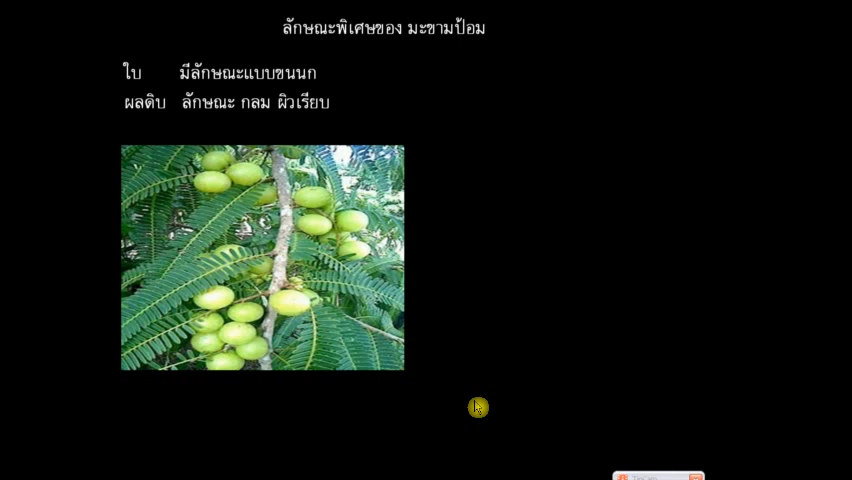 ลักษณะพิเศษของ มะขามป้อม
ใบ มีลักษณะแบบขนนก
ผลดิบ ลักษณะ กลม ผิวเรียบ